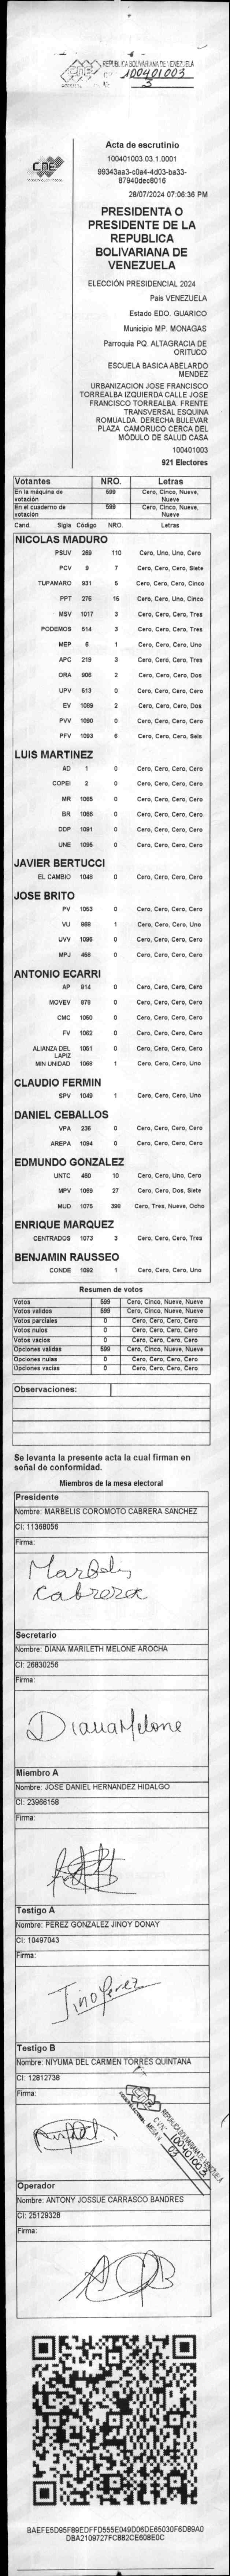 CNE
REPUBLICA BOLIVARIANA DE VENEZUELA
100401003
3
CNE
Acta de escrutinio
100401003.03.1.0001
99343aa3-c0a4-4d03-ba33-
87940dec8016
28/07/2024 07:06:36 PM
PRESIDENTA O
PRESIDENTE DE LA
REPUBLICA
BOLIVARIANA DE
VENEZUELA
ELECCIÓN PRESIDENCIAL 2024
País VENEZUELA
Estado EDO. GUARICO
Municipio MP. MONAGAS
Parroquia PQ. ALTAGRACIA DE
ORITUCO
ESCUELA BASICA ABELARDO
MENDEZ
URBANIZACION JOSE FRANCISCO
TORREALBA IZQUIERDA CALLE JOSE
FRANCISCO TORREALBA. FRENTE
TRANSVERSAL ESQUINA
ROMUALDA. DERECHA BULEVAR
PLAZA CAMORUCO CERCA DEL
MÓDULO DE SALUD CASA
100401003
921 Electores
Votantes NRO. Letras
En la máquina de votación 599 Cero, Cinco, Nueve, Nueve
En el cuaderno de votación 599 Cero, Cinco, Nueve, Nueve
Cand. Sigla Código NRO. Letras
NICOLAS MADURO
PSUV 269 110 Cero, Uno, Uno, Cero
PCV 9 7 Cero, Cero, Cero, Siete
TUPAMARO 931 5 Cero, Cero, Cero, Cinco
PPT 276 15 Cero, Cero, Uno, Cinco
MSV 1017 3 Cero, Cero, Cero, Tres
PODEMOS 514 3 Cero, Cero, Cero, Tres
MEP 6 1 Cero, Cero, Cero, Uno
APC 219 3 Cero, Cero, Cero, Tres
ORA 906 2 Cero, Cero, Cero, Dos
UPV 613 0 Cero, Cero, Cero, Cero
EV 1089 2 Cero, Cero, Cero, Dos
PVV 1090 0 Cero, Cero, Cero, Cero
PFV 1093 6 Cero, Cero, Cero, Seis
LUIS MARTINEZ
AD 1 0 Cero, Cero, Cero, Cero
COPEI 2 0 Cero, Cero, Cero, Cero
MR 1065 0 Cero, Cero, Cero, Cero
BR 1066 0 Cero, Cero, Cero, Cero
DDP 1091 0 Cero, Cero, Cero, Cero
UNE 1095 0 Cero, Cero, Cero, Cero
JAVIER BERTUCCI
EL CAMBIO 1048 0 Cero, Cero, Cero, Cero
JOSE BRITO
PV 1053 0 Cero, Cero, Cero, Cero
VU 969 1 Cero, Cero, Cero, Uno
UVV 1096 0 Cero, Cero, Cero, Cero
MPJ 458 0 Cero, Cero, Cero, Cero
ANTONIO ECARRI
AP 914 0 Cero, Cero, Cero, Cero
MOVEV 979 0 Cero, Cero, Cero, Cero
CMC 1050 0 Cero, Cero, Cero, Cero
FV 1062 0 Cero, Cero, Cero, Cero
ALIANZA DEL LAPIZ 1051 0 Cero, Cero, Cero, Cero
MIN UNIDAD 1068 1 Cero, Cero, Cero, Uno
CLAUDIO FERMIN
SPV 1049 1 Cero, Cero, Cero, Uno
DANIEL CEBALLOS
VPA 236 0 Cero, Cero, Cero, Cero
AREPA 1094 0 Cero, Cero, Cero, Cero
EDMUNDO GONZALEZ
UNTC 460 10 Cero, Cero, Uno, Cero
MPV 1069 27 Cero, Cero, Dos, Siete
MUD 1075 398 Cero, Tres, Nueve, Ocho
ENRIQUE MARQUEZ
CENTRADOS 1073 3 Cero, Cero, Cero, Tres
BENJAMIN RAUSSEO
CONDE 1092 1 Cero, Cero, Cero, Uno
Resumen de votos
Votos 599 Cero, Cinco, Nueve, Nueve
Votos validos 599 Cero, Cinco, Nueve, Nueve
Votos parciales 0 Cero, Cero, Cero, Cero
Votos nulos 0 Cero, Cero, Cero, Cero
Votos vacios 0 Cero, Cero, Cero, Cero
Opciones validas 599 Cero, Cinco, Nueve, Nueve
Opciones nulas 0 Cero, Cero, Cero, Cero
Opciones vacias 0 Cero, Cero, Cero, Cero
Observaciones:
Se levanta la presente acta la cual firman en
señal de conformidad.
Miembros de la mesa electoral
Presidente
Nombre: MARBELIS COROMOTO CABRERA SANCHEZ
CI: 11368056
Firma:
Marbelis
Cabrera
Secretario
Nombre: DIANA MARILETH MELONE AROCHA
CI: 26830256
Firma:
Diana Melone
Miembro A
Nombre: JOSE DANIEL HERNANDEZ HIDALGO
CI: 23966158
Firma:
Testigo A
Nombre: PEREZ GONZALEZ JINOY DONAY
CI: 10497043
Firma:
Jino Perez
Testigo B
Nombre: NIYUMA DEL CARMEN TORRES QUINTANA
CI: 12812738
Firma:
REPUBLICA BOLIVARIANA DE VENEZUELA
100401003
MESA: 03
Operador
Nombre: ANTONY JOSSUE CARRASCO BANDRES
CI: 25129328
Firma:
BAEFE5D95F89EDFFD555E049D06DE65030F6D89A0
DBA2109727FC882CE608E0C